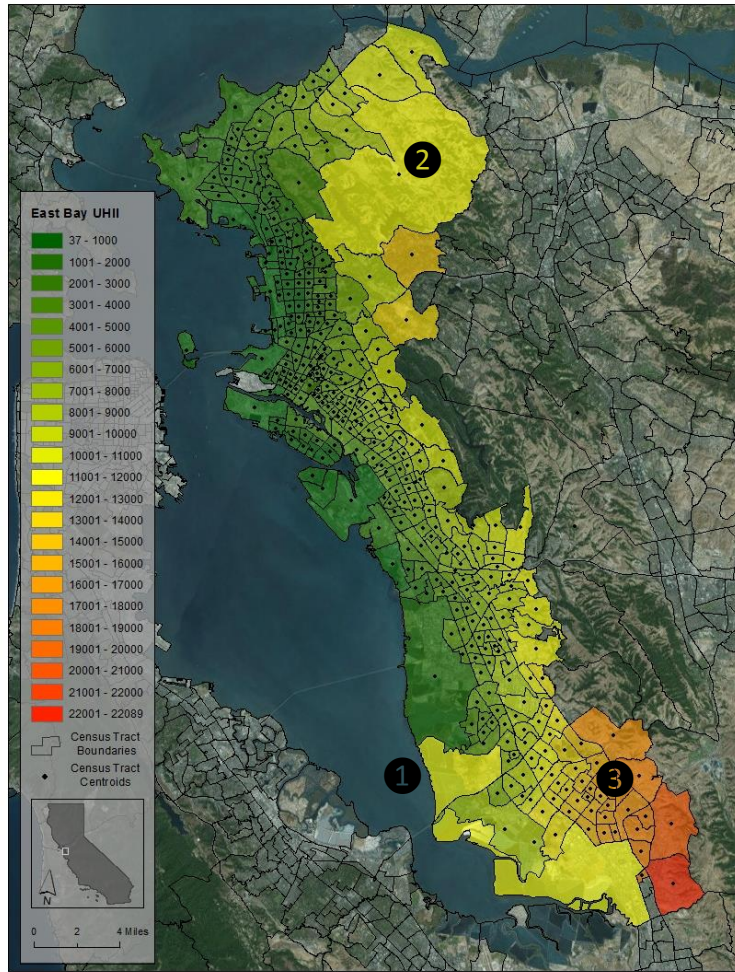 2
East Bay UHII
37 - 1000
1001 - 2000
2001 - 3000
3001 - 4000
4001 - 5000
5001 - 6000
6001 - 7000
7001 - 8000
8001 - 9000
9001 - 10000
10001 - 11000
11001 - 12000
12001 - 13000
13001 - 14000
14001 - 15000
15001 - 16000
16001 - 17000
17001 - 18000
18001 - 19000
19001 - 20000
20001 - 21000
21001 - 22000
22001 - 22089
Census Tract
Boundaries
Census Tract
Centroids
1
3
N
0 2 4 Miles